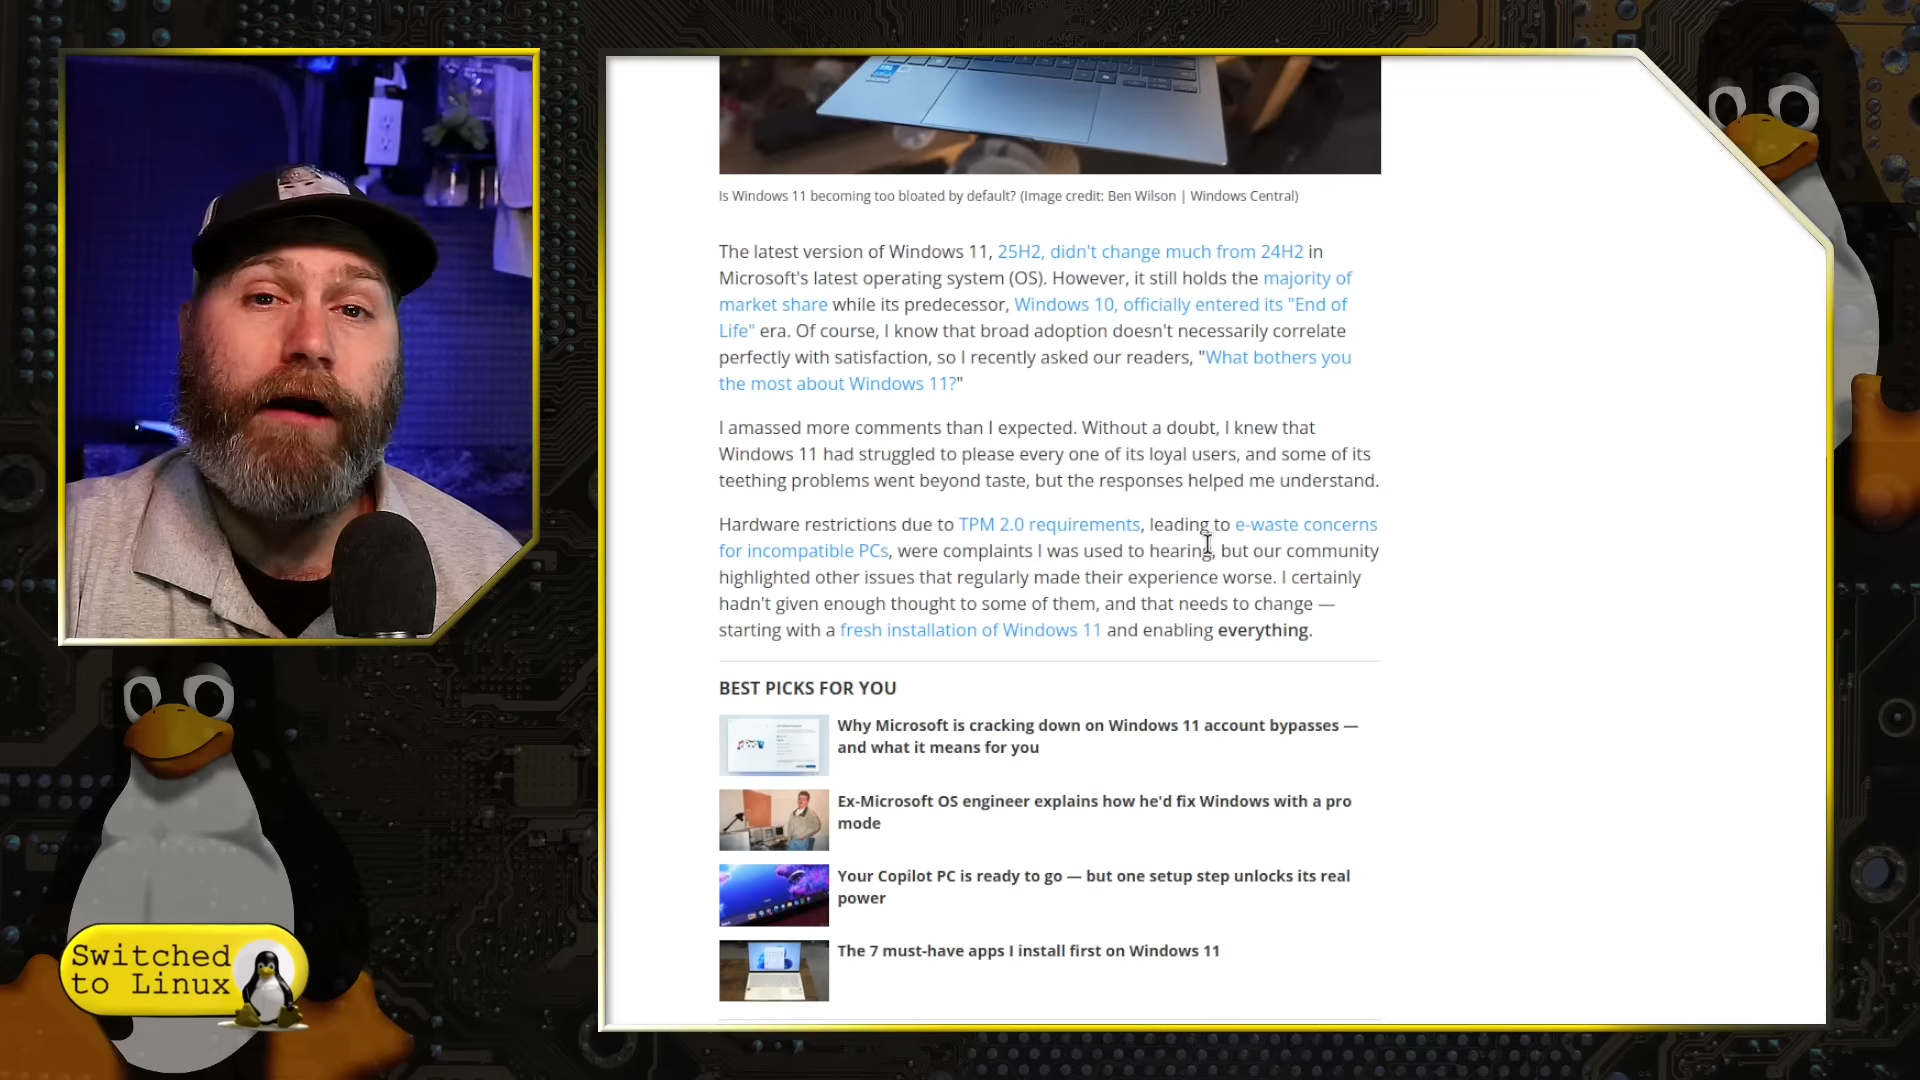 Is Windows 11 becoming too bloated by default? (Image credit: Ben Wilson | Windows Central)
The latest version of Windows 11, 25H2, didn't change much from 24H2 in
Microsoft's latest operating system (OS). However, it still holds the majority of
market share while its predecessor, Windows 10, officially entered its "End of
Life" era. Of course, I know that broad adoption doesn't necessarily correlate
perfectly with satisfaction, so I recently asked our readers, "What bothers you
the most about Windows 11?"
I amassed more comments than I expected. Without a doubt, I knew that
Windows 11 had struggled to please every one of its loyal users, and some of its
teething problems went beyond taste, but the responses helped me understand.
Hardware restrictions due to TPM 2.0 requirements, leading to e-waste concerns
for incompatible PCs, were complaints I was used to hearing, but our community
highlighted other issues that regularly made their experience worse. I certainly
hadn't given enough thought to some of them, and that needs to change —
starting with a fresh installation of Windows 11 and enabling everything.
BEST PICKS FOR YOU
Why Microsoft is cracking down on Windows 11 account bypasses —
and what it means for you
Ex-Microsoft OS engineer explains how he'd fix Windows with a pro
mode
Your Copilot PC is ready to go — but one setup step unlocks its real
power
The 7 must-have apps I install first on Windows 11
Switched
to Linux